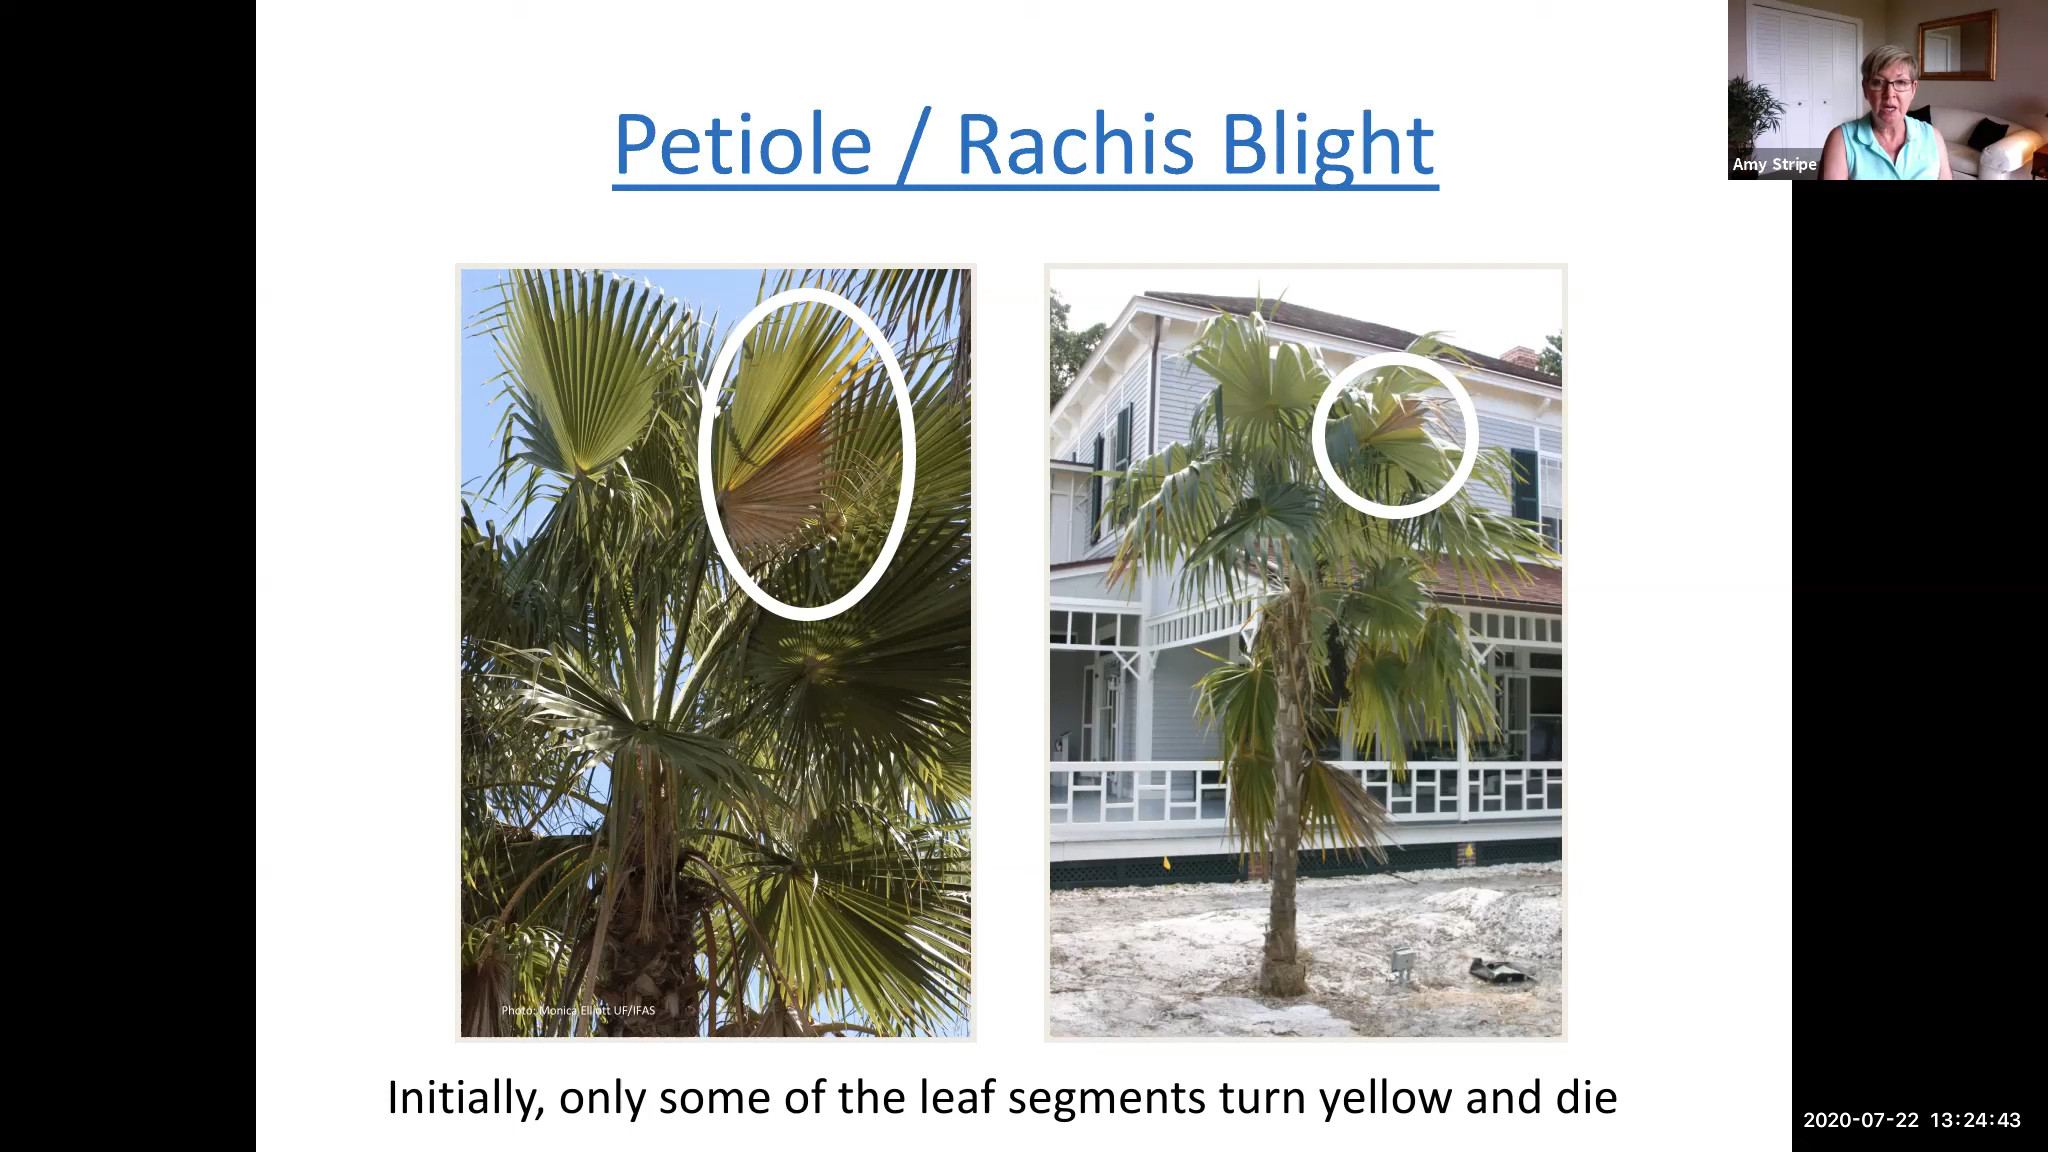 Petiole / Rachis Blight
Amy Stripe
Photo: Monica Elliott UF/IFAS
Initially, only some of the leaf segments turn yellow and die
2020-07-22 13:24:43